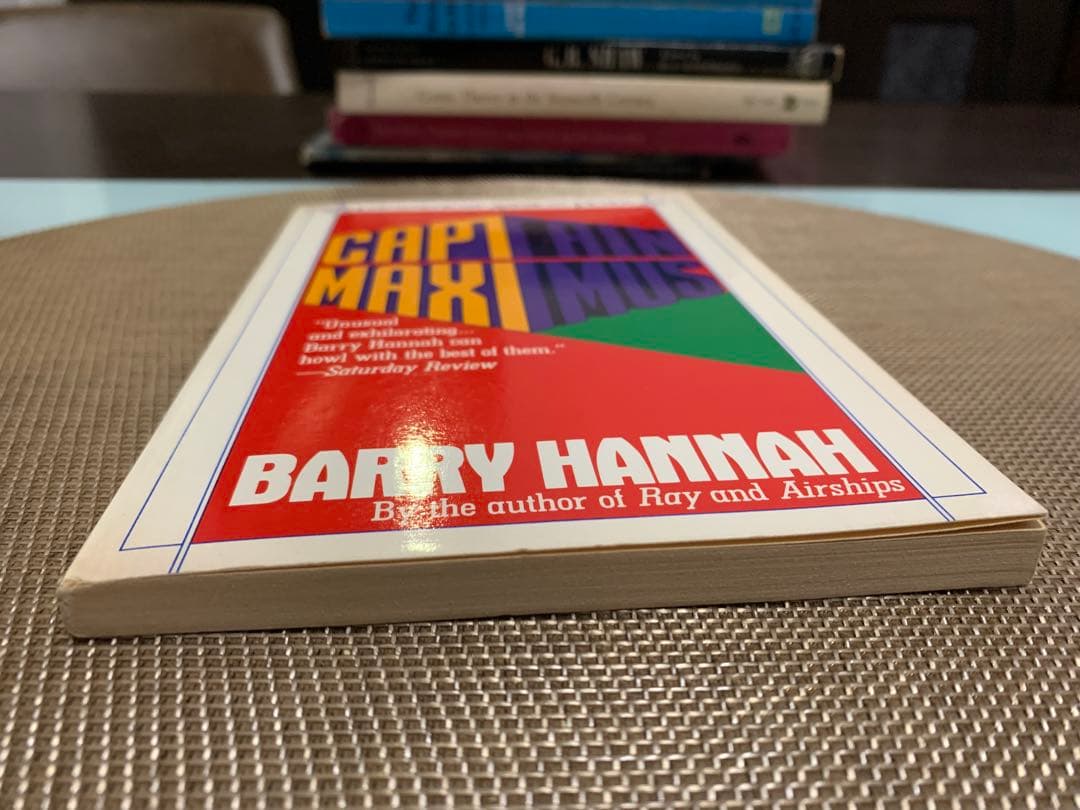 CAPTAIN
MAXIMUS
"Unusual
and exhilarating...
Barry Hannah can
howl with the best of them."
—Saturday Review
BARRY HANNAH
By the author of Ray and Airships